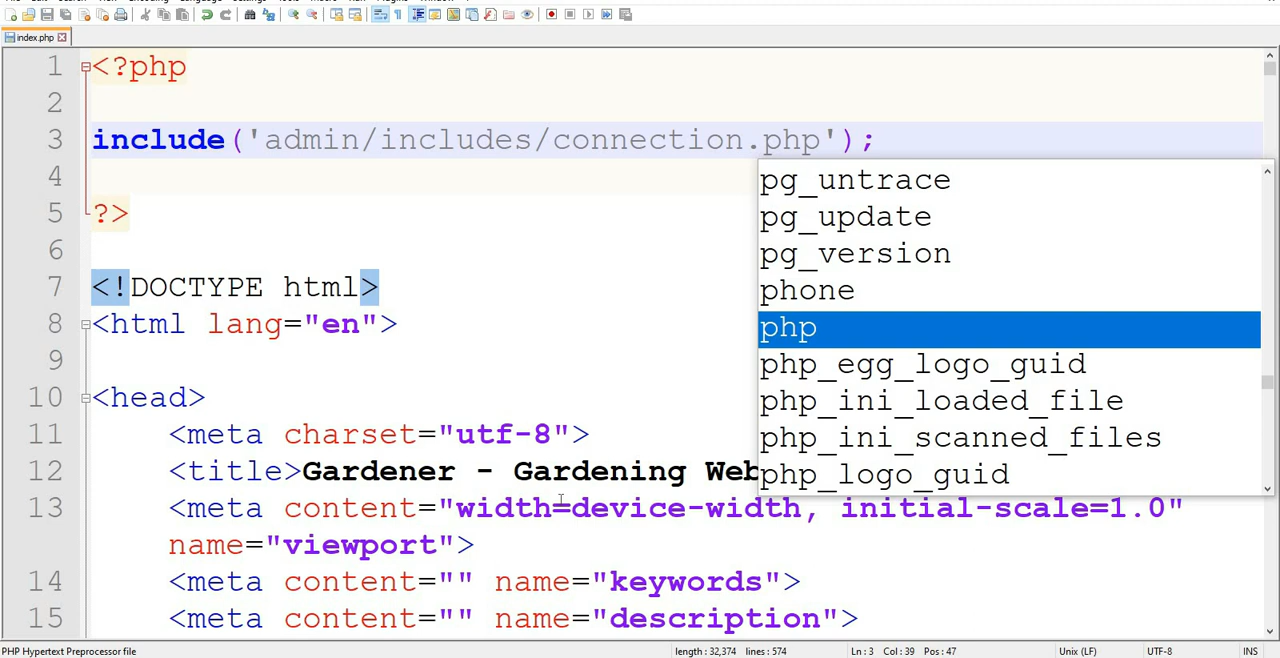 index.php
1 <?php
2
3 include('admin/includes/connection.php');
4
5 ?>
6
7 <!DOCTYPE html>
8 <html lang="en">
9
10 <head>
11 <meta charset="utf-8">
12 <title>Gardener - Gardening Web
13 <meta content="width=device-width, initial-scale=1.0"
name="viewport">
14 <meta content="" name="keywords">
15 <meta content="" name="description">
pg_untrace
pg_update
pg_version
phone
php
php_egg_logo_guid
php_ini_loaded_file
php_ini_scanned_files
php_logo_guid
PHP Hypertext Preprocessor file length : 32,374 lines : 574 Ln : 3 Col : 39 Pos : 47 Unix (LF) UTF-8 INS